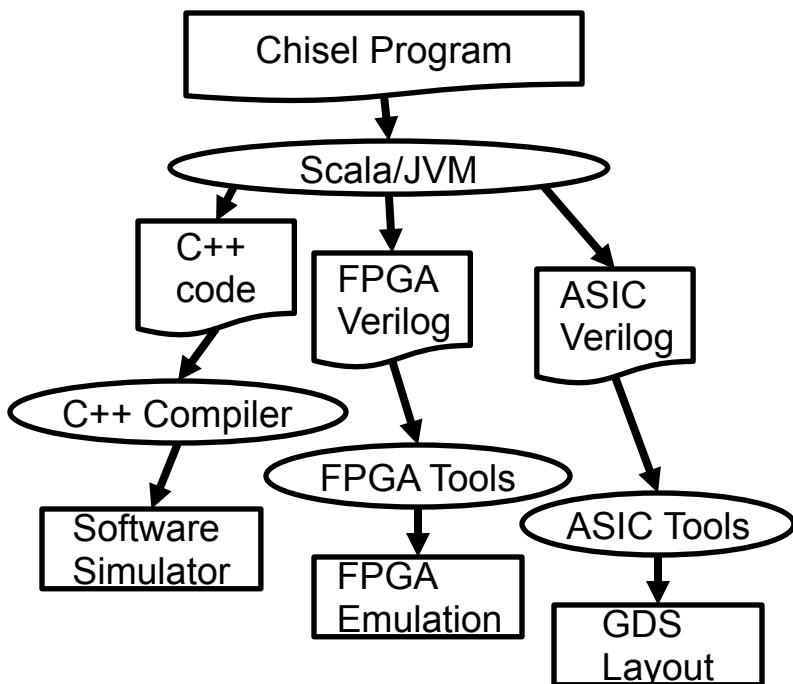 Chisel Program
Scala/JVM
C++
code
FPGA
Verilog
ASIC
Verilog
C++ Compiler
FPGA Tools
ASIC Tools
Software
Simulator
FPGA
Emulation
GDS
Layout